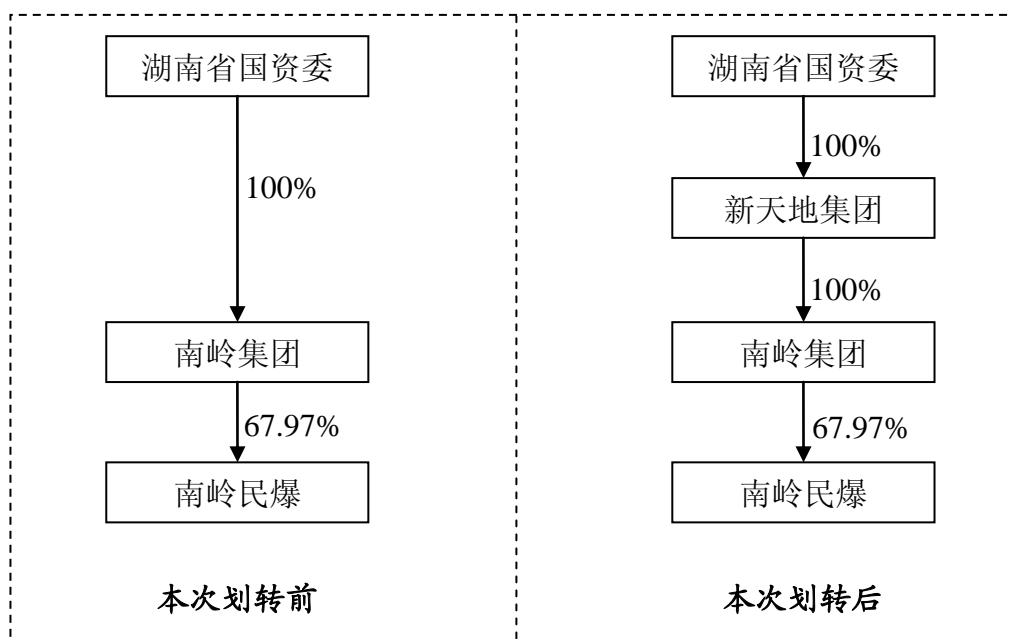 湖南省国资委
100%
南岭集团
67.97%
南岭民爆
本次划转前
湖南省国资委
100%
新天地集团
100%
南岭集团
67.97%
南岭民爆
本次划转后